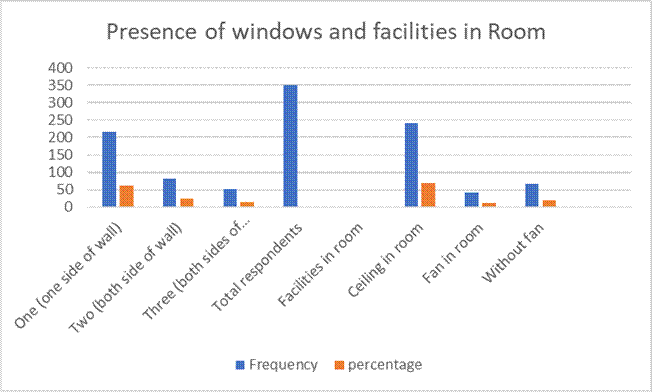 Presence of windows and facilities in Room
400
350
300
250
200
150
100
50
0
One (one side of wall)
Two (both side of wall)
Three (both sides of...
Total respondents
Facilities in room
Ceiling in room
Fan in room
Without fan
Frequency
percentage